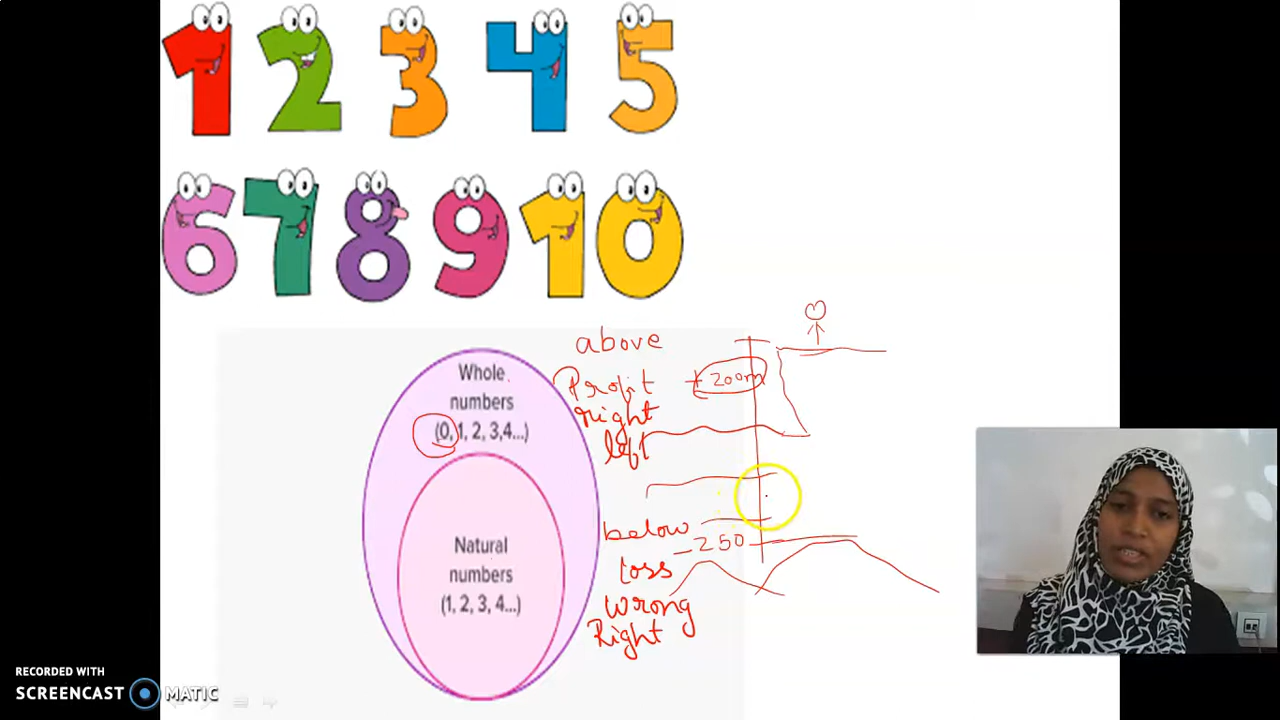 1 2 3 4 5
6 7 8 9 10
Whole
numbers
(0, 1, 2, 3,4...)
Natural
numbers
(1, 2, 3, 4...)
above
Profit
right
left
+200m
below
-250
loss
wrong
Right
RECORDED WITH
SCREENCAST MATIC